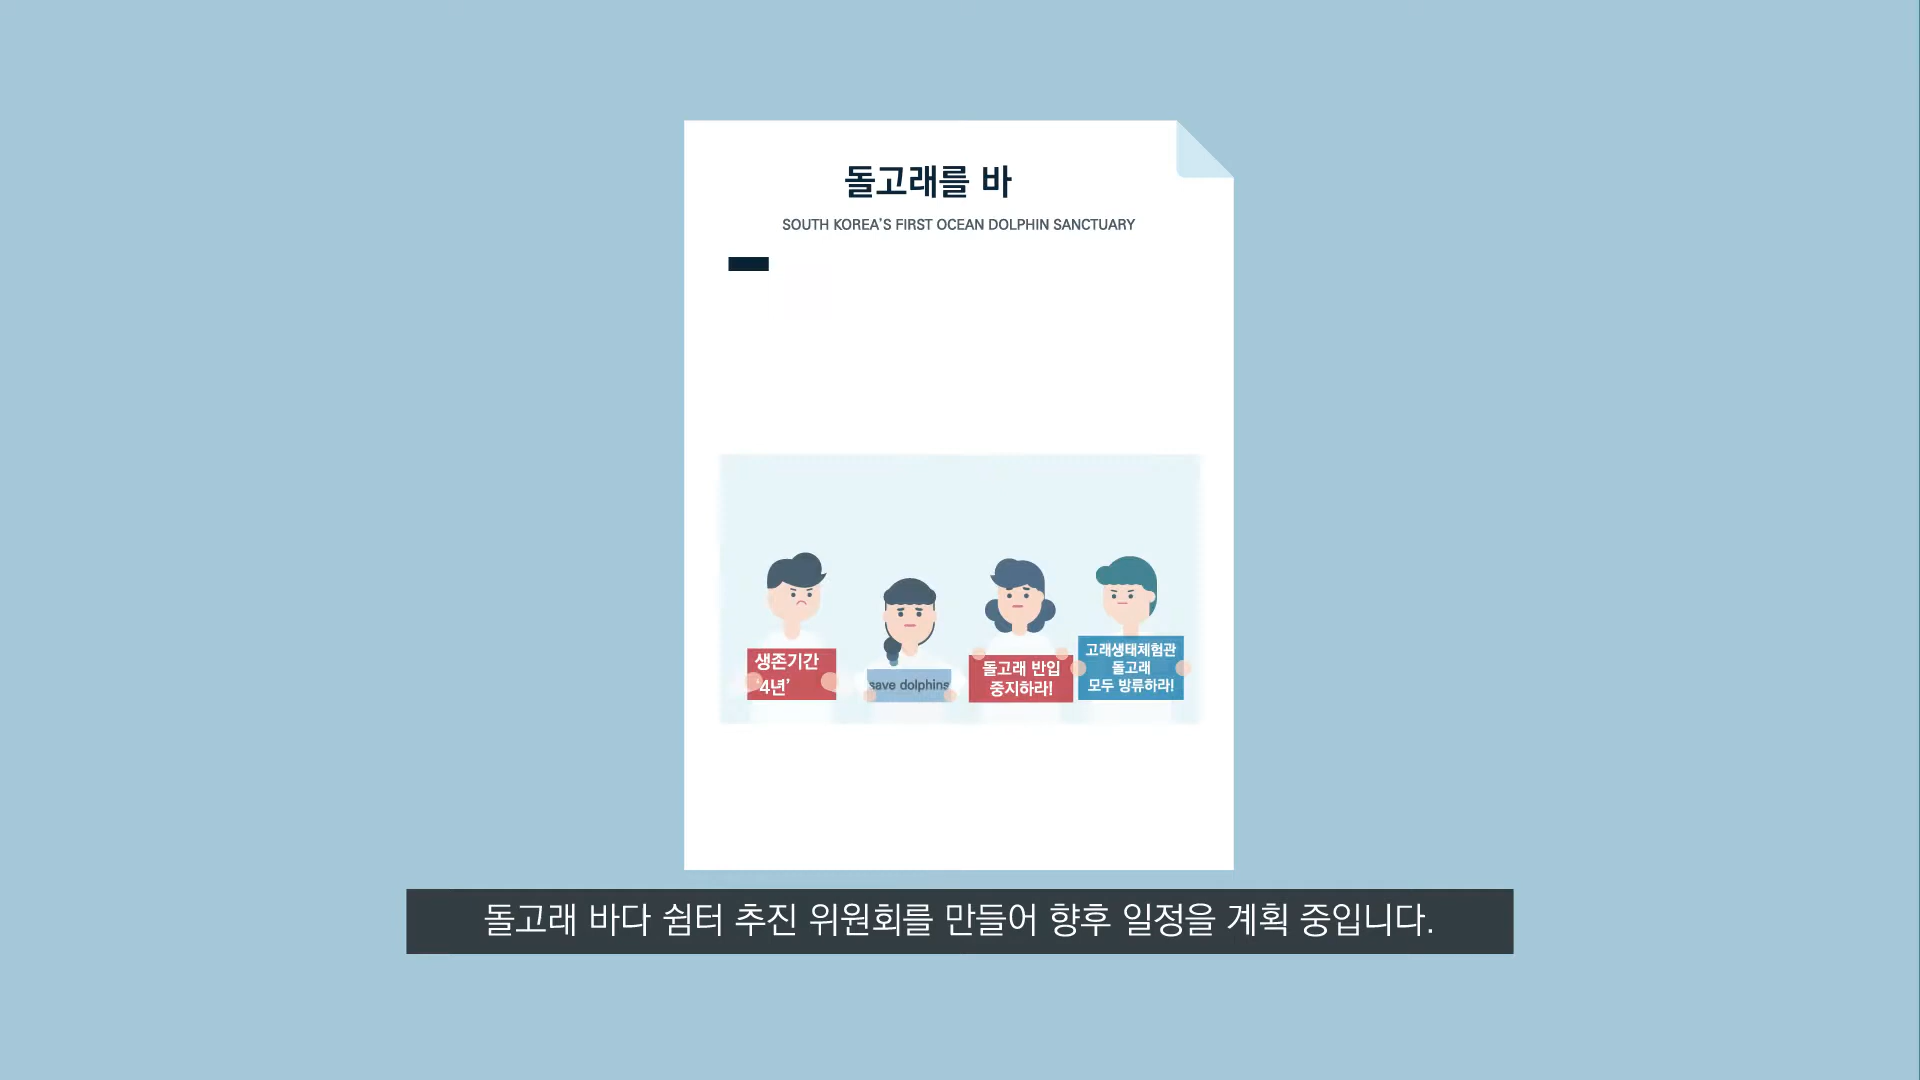 돌고래를 바
SOUTH KOREA'S FIRST OCEAN DOLPHIN SANCTUARY
생존기간
'4년'
save dolphins
돌고래 반입
중지하라!
고래생태체험관
돌고래
모두 방류하라!
돌고래 바다 쉼터 추진 위원회를 만들어 향후 일정을 계획 중입니다.